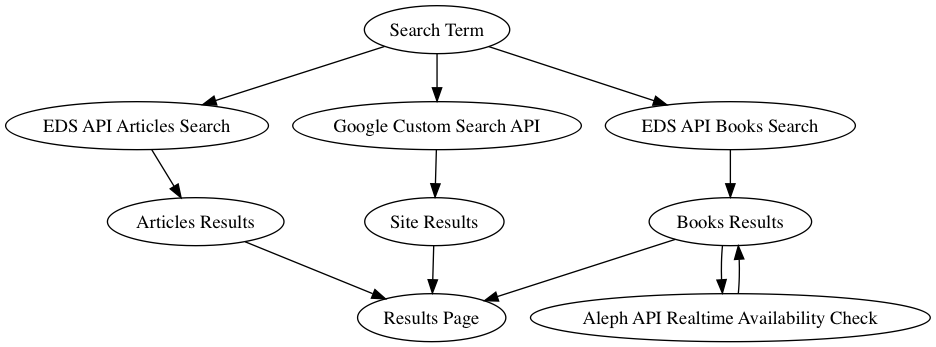 Search Term
EDS API Articles Search
Google Custom Search API
EDS API Books Search
Articles Results
Site Results
Books Results
Results Page
Aleph API Realtime Availability Check